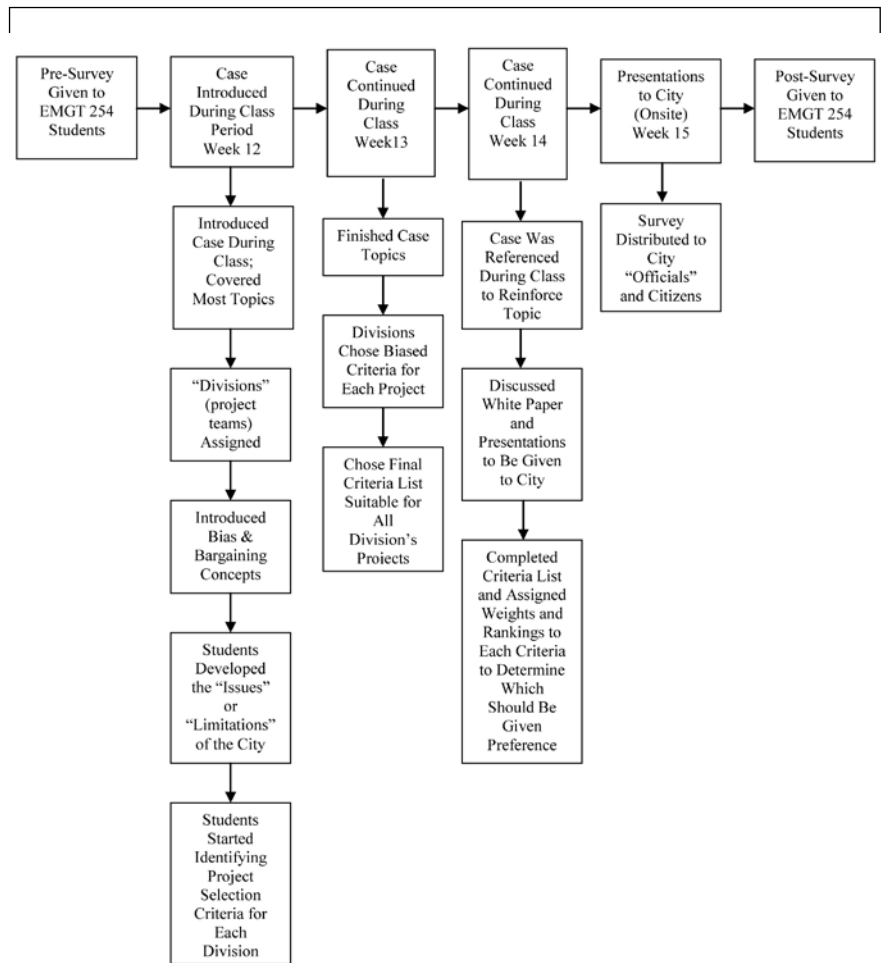 Pre-Survey
Given to
EMGT 254
Students
Case
Introduced
During Class
Period
Week 12
Case
Continued
During
Class
Week13
Case
Continued
During
Class
Week 14
Presentations
to City
(Onsite)
Week 15
Post-Survey
Given to
EMGT 254
Students
Introduced
Case During
Class;
Covered
Most Topics
“Divisions”
(project
teams)
Assigned
Introduced
Bias &
Bargaining
Concepts
Students
Developed
the “Issues”
or
“Limitations”
of the City
Students
Started
Identifying
Project
Selection
Criteria for
Each
Division
Finished Case
Topics
Divisions
Chose Biased
Criteria for
Each Project
Chose Final
Criteria List
Suitable for
All
Division’s
Projects
Case Was
Referenced
During Class
to Reinforce
Topic
Discussed
White Paper
and
Presentations
to Be Given
to City
Completed
Criteria List
and Assigned
Weights and
Rankings to
Each Criteria
to Determine
Which
Should Be
Given
Preference
Survey
Distributed to
City
“Officials”
and Citizens